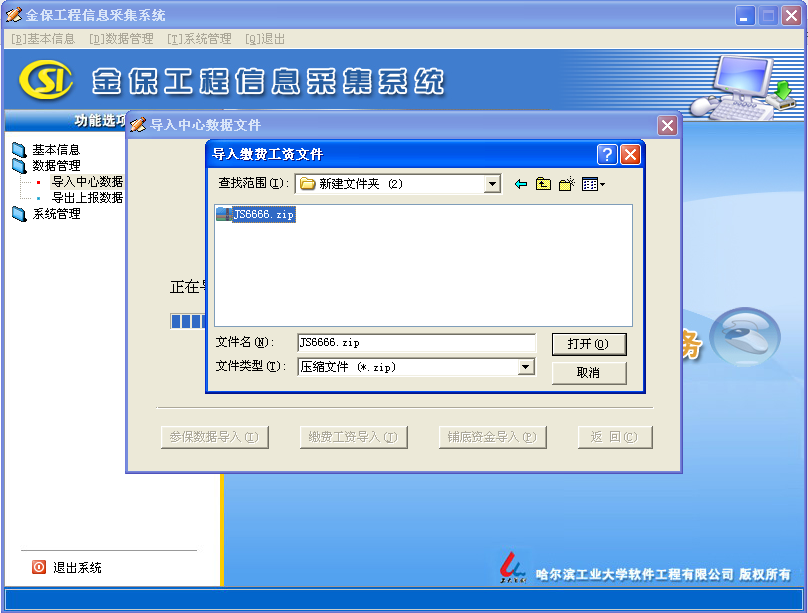 金保工程信息采集系统
[B]基本信息 [D]数据管理 [T]系统管理 [Q]退出
SI 金保工程信息采集系统
功能选项
导入中心数据文件
导入缴费工资文件
基本信息
数据管理
导入中心数据
导出上报数据
系统管理
查找范围(I): 新建文件夹 (2)
JS6666.zip
正在
文件名(N): JS6666.zip 打开(O)
文件类型(T): 压缩文件 (*.zip) 取消
务
参保数据导入(I) 缴费工资导入(J) 铺底资金导入(P) 返 回(C)
退出系统
哈尔滨工业大学软件工程有限公司 版权所有